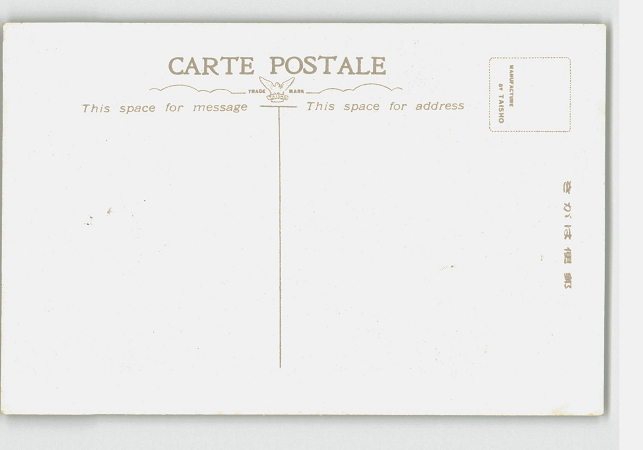 CARTE POSTALE
TRADE MARK
This space for message
This space for address
MANUFACTURE
BY TAISHO
きがは便郵